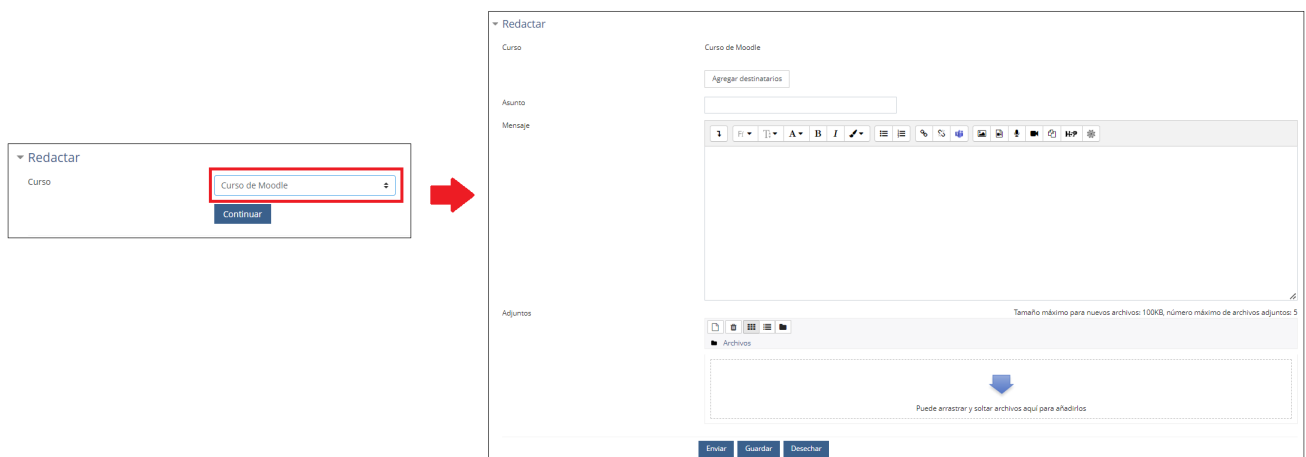 Redactar
Curso
Curso de Moodle
Continuar
Redactar
Curso
Curso de Moodle
Agregar destinatarios
Asunto
Mensaje
A B I H-P
Adjuntos
Tamaño máximo para nuevos archivos: 100KB, número máximo de archivos adjuntos: 5
Archivos
Puede arrastrar y soltar archivos aquí para añadirlos
Enviar Guardar Desechar